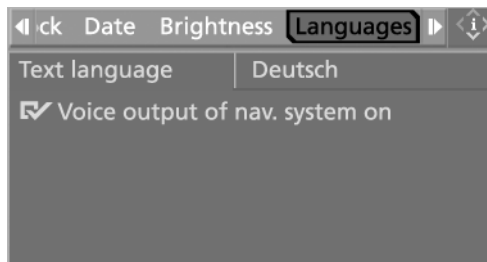 ck Date Brightness Languages i
Text language Deutsch
Voice output of nav. system on